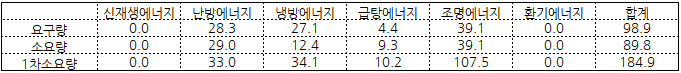 신재생에너지 난방에너지 냉방에너지 급탕에너지 조명에너지 환기에너지 합계
요구량 0.0 28.3 27.1 4.4 39.1 0.0 98.9
소요량 0.0 29.0 12.4 9.3 39.1 0.0 89.8
1차소요량 0.0 33.0 34.1 10.2 107.5 0.0 184.9